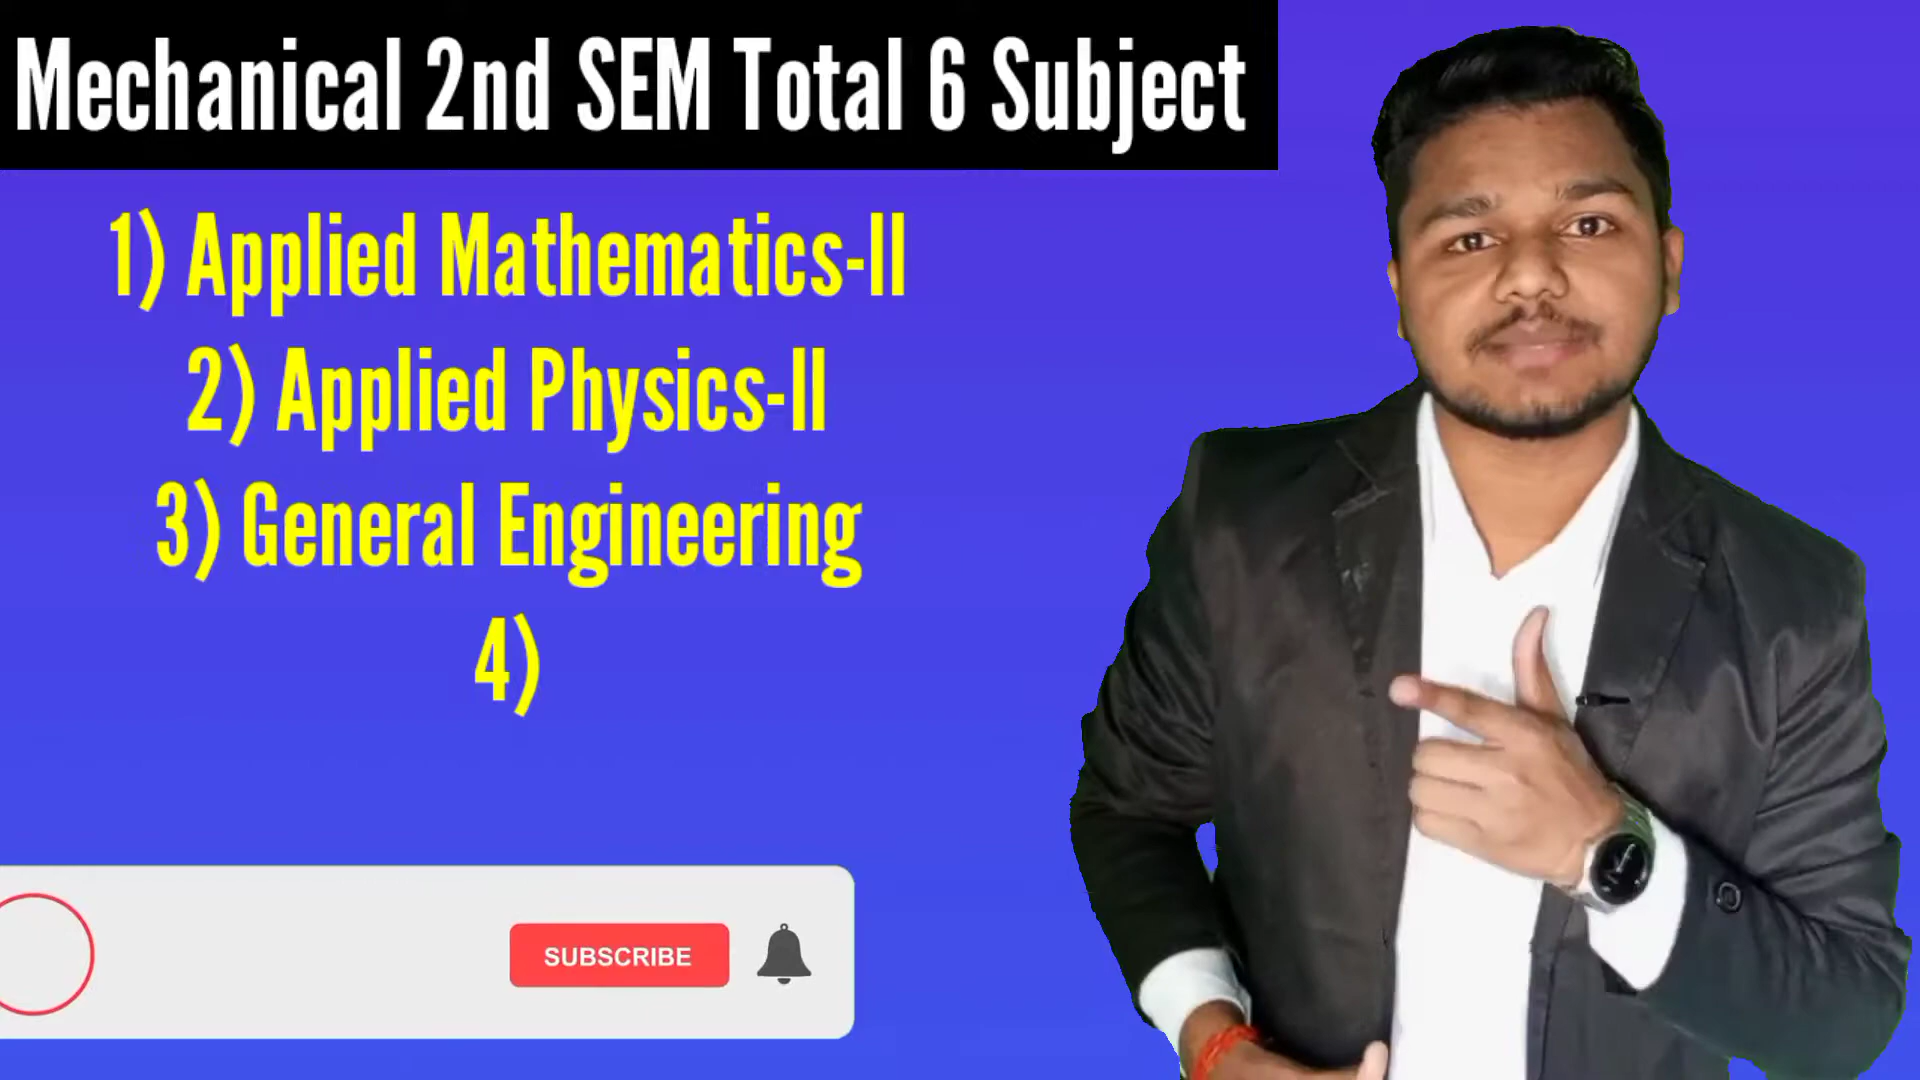 Mechanical 2nd SEM Total 6 Subject
1) Applied Mathematics-II
2) Applied Physics-II
3) General Engineering
4)
SUBSCRIBE